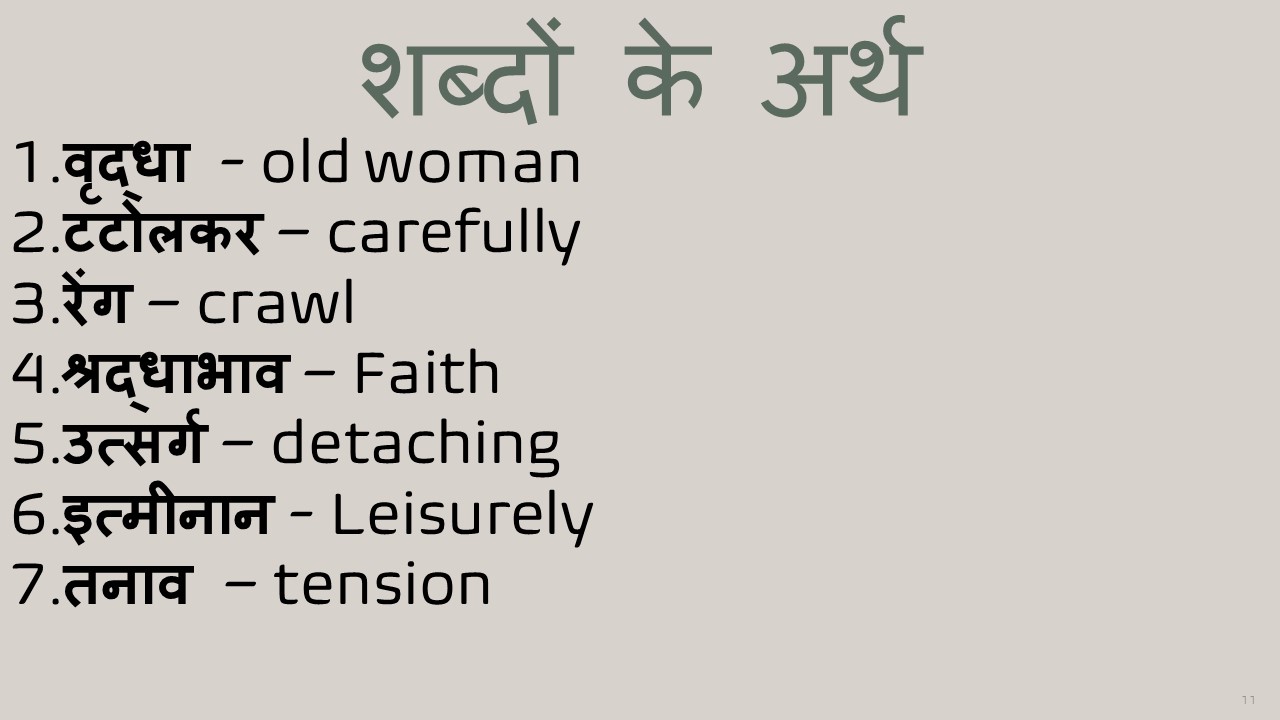 शब्दों के अर्थ
1.वृद्धा - old woman
2.टटोलकर – carefully
3.रेंग – crawl
4.श्रद्धाभाव – Faith
5.उत्सर्ग – detaching
6.इत्मीनान - Leisurely
7.तनाव – tension
11